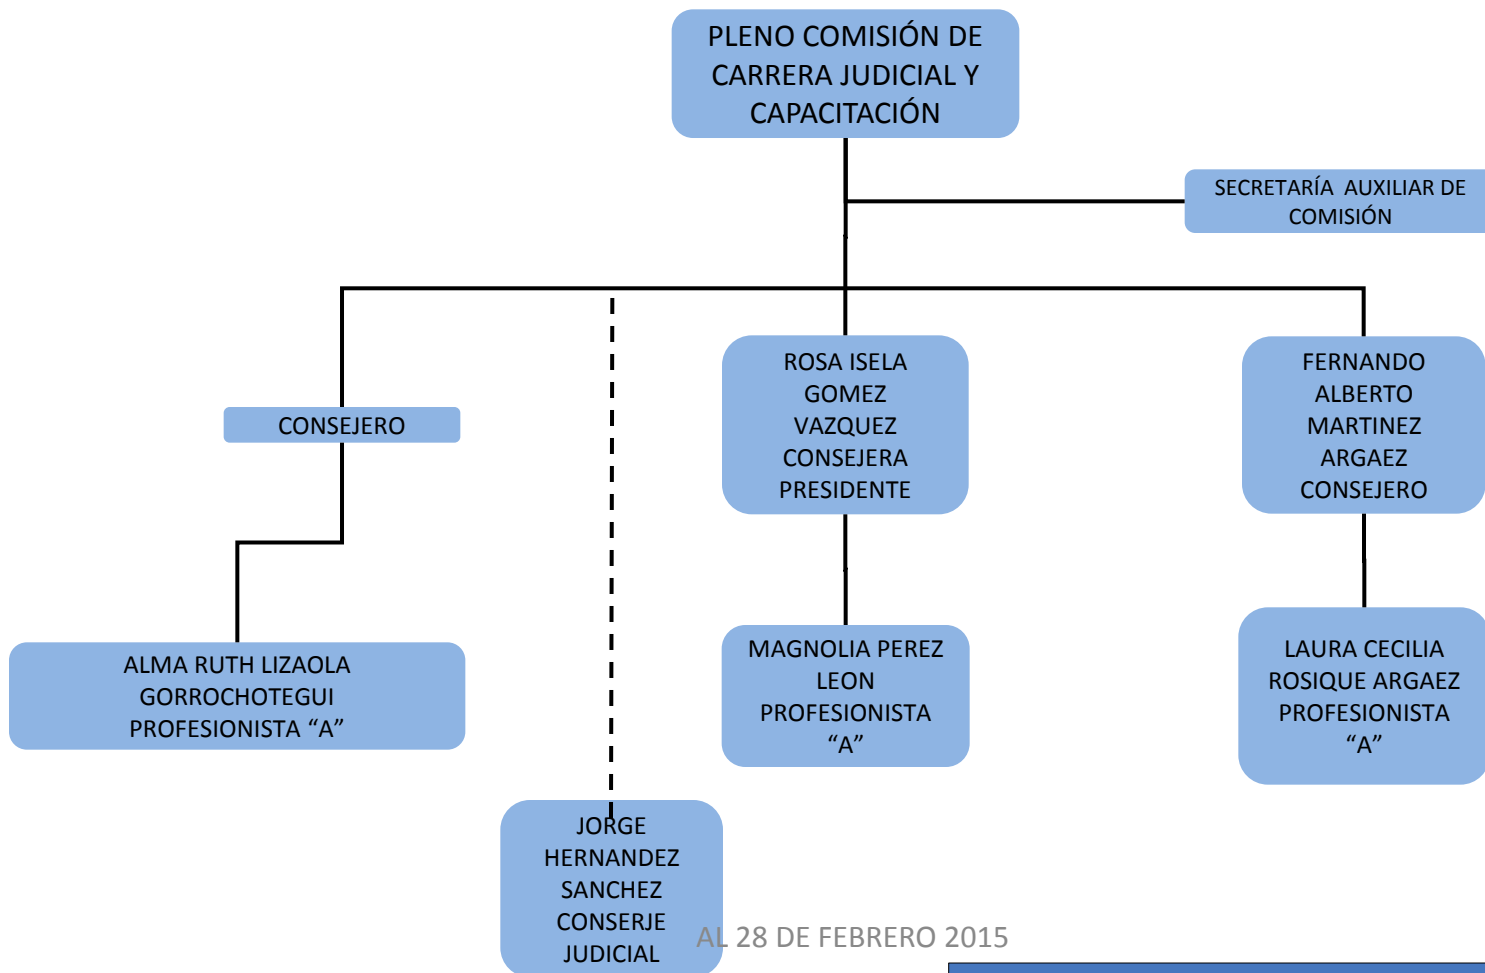 PLENO COMISIÓN DE
CARRERA JUDICIAL Y
CAPACITACIÓN
SECRETARÍA  AUXILIAR DE
COMISIÓN
CONSEJERO
ROSA ISELA
GOMEZ
VAZQUEZ
CONSEJERA
PRESIDENTE
FERNANDO
ALBERTO
MARTINEZ
ARGAEZ
CONSEJERO
ALMA RUTH LIZAOLA
GORROCHOTEGUI
PROFESIONISTA “A”
MAGNOLIA PEREZ
LEON
PROFESIONISTA
“A”
LAURA CECILIA
ROSIQUE ARGAEZ
PROFESIONISTA
“A”
JORGE
HERNANDEZ
SANCHEZ
CONSERJE
JUDICIAL
AL 28 DE FEBRERO 2015